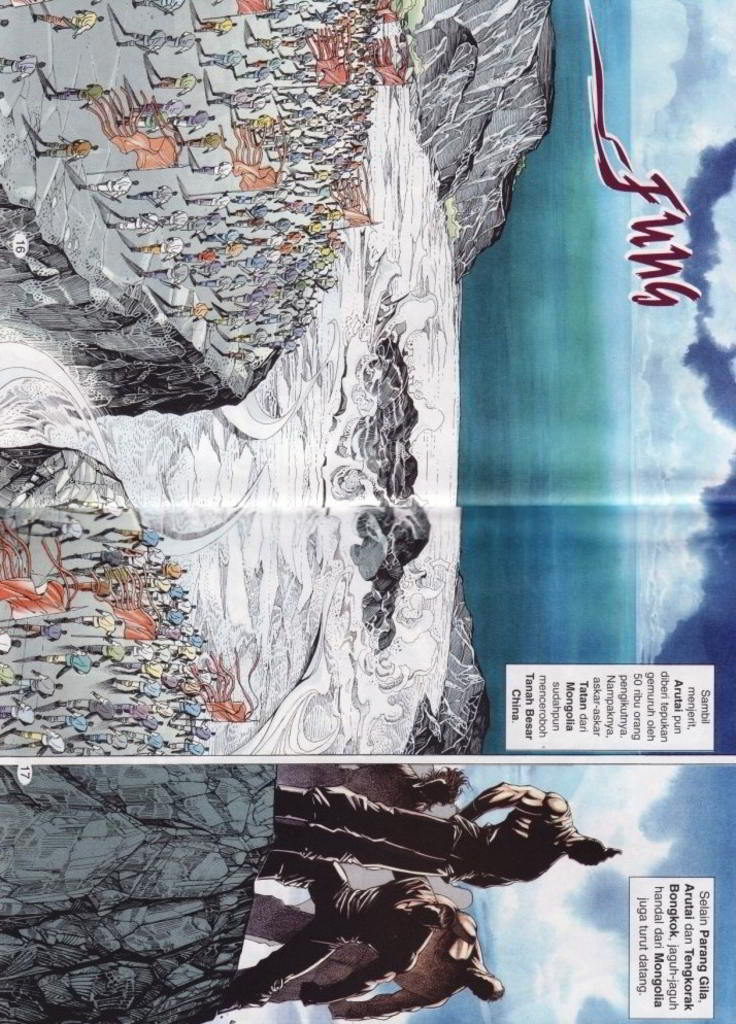 FUNG
Sambil
menjerit,
Arutai pun
diberi tepukan
gemuruh oleh
50 ribu orang
pengikutnya.
Nampaknya,
askar-askar
Tatan dari
Mongolia
sudahpun
menceroboh
Tanah Besar
China.
16
Selain Parang Gila,
Arutai dan Tengkorak
Bongkok, jaguh-jaguh
handal dari Mongolia
juga turut datang.
17